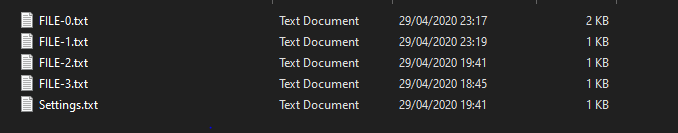 FILE-0.txt Text Document 29/04/2020 23:17 2 KB
FILE-1.txt Text Document 29/04/2020 23:19 1 KB
FILE-2.txt Text Document 29/04/2020 19:41 1 KB
FILE-3.txt Text Document 29/04/2020 18:45 1 KB
Settings.txt Text Document 29/04/2020 19:41 1 KB